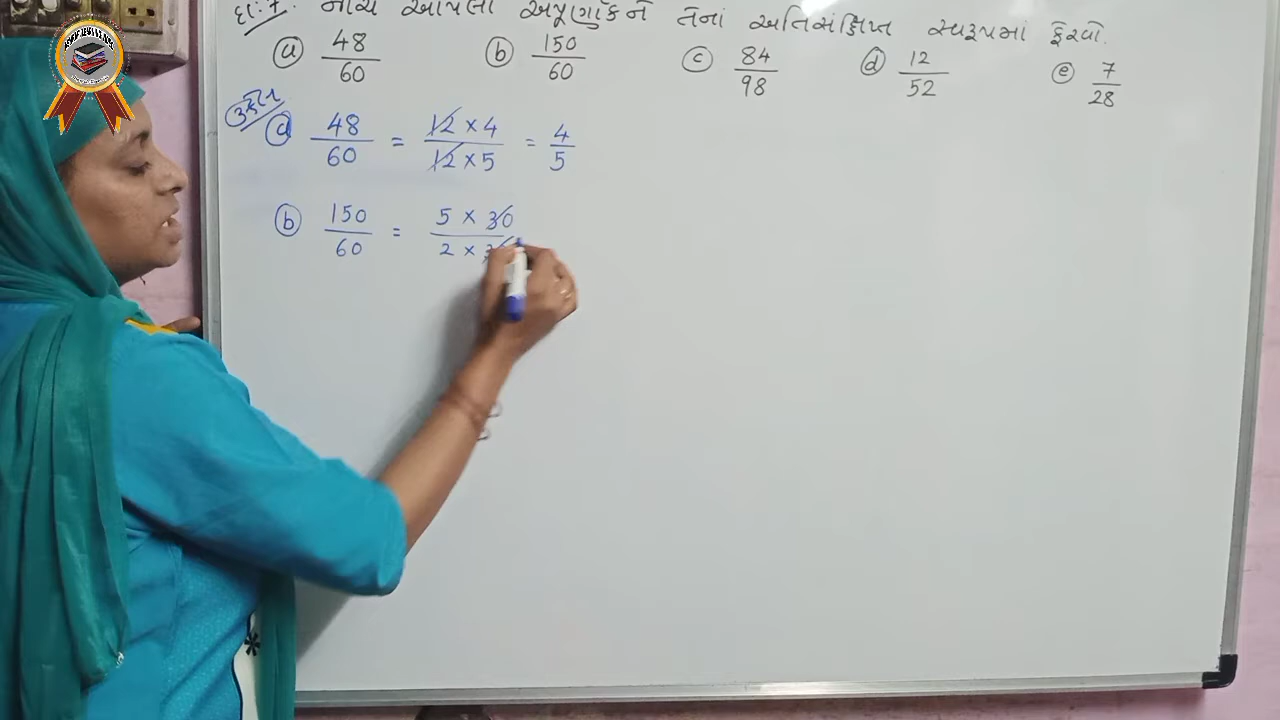 દા:7. નીચે આપેલા અપૂર્ણાંકને તેનાં અતિસંક્ષિપ્ત સ્વરૂપમાં ફેરવો.
ⓐ 48/60 ⓑ 150/60 ⓒ 84/98 ⓓ 12/52 ⓔ 7/28
ઉકેલ
ⓐ 48/60 = 12 × 4/12 × 5 = 4/5
ⓑ 150/60 = 5 × 30/2 ×